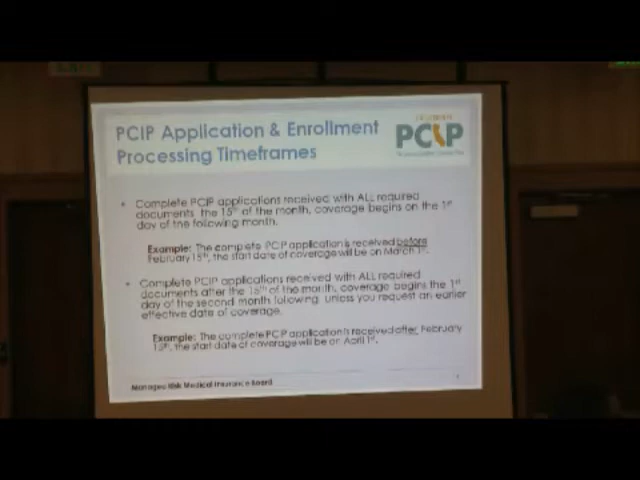 PCIP Application & Enrollment
Processing Timeframes
PCIP
• Complete PCIP applications received with ALL required
documents the 15th of the month, coverage begins on the 1st
day of the following month.
Example: The complete PCIP application is received before
February 15th, the start date of coverage will be on March 1st.
• Complete PCIP applications received with ALL required
documents after the 15th of the month, coverage begins the 1st
day of the second month following, unless you request an earlier
effective date of coverage.
Example: The complete PCIP application is received after February
15th, the start date of coverage will be on April 1st.
Managed Risk Medical Insurance Board